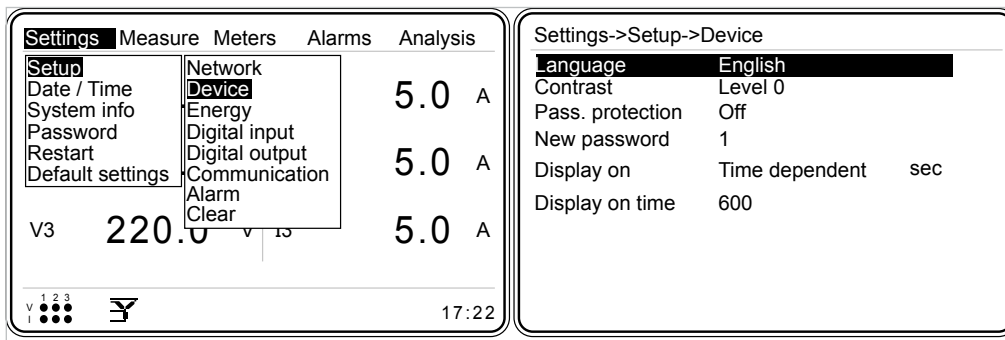 Settings Measure Meters Alarms Analysis
Setup
Date / Time
System info
Password
Restart
Default settings
Network
Device
Energy
Digital input
Digital output
Communication
Alarm
Clear
5.0 A
5.0 A
V3 220.0 V I3 5.0 A
1 2 3
V
I
17:22
Settings->Setup->Device
Language English
Contrast Level 0
Pass. protection Off
New password 1
Display on Time dependent sec
Display on time 600